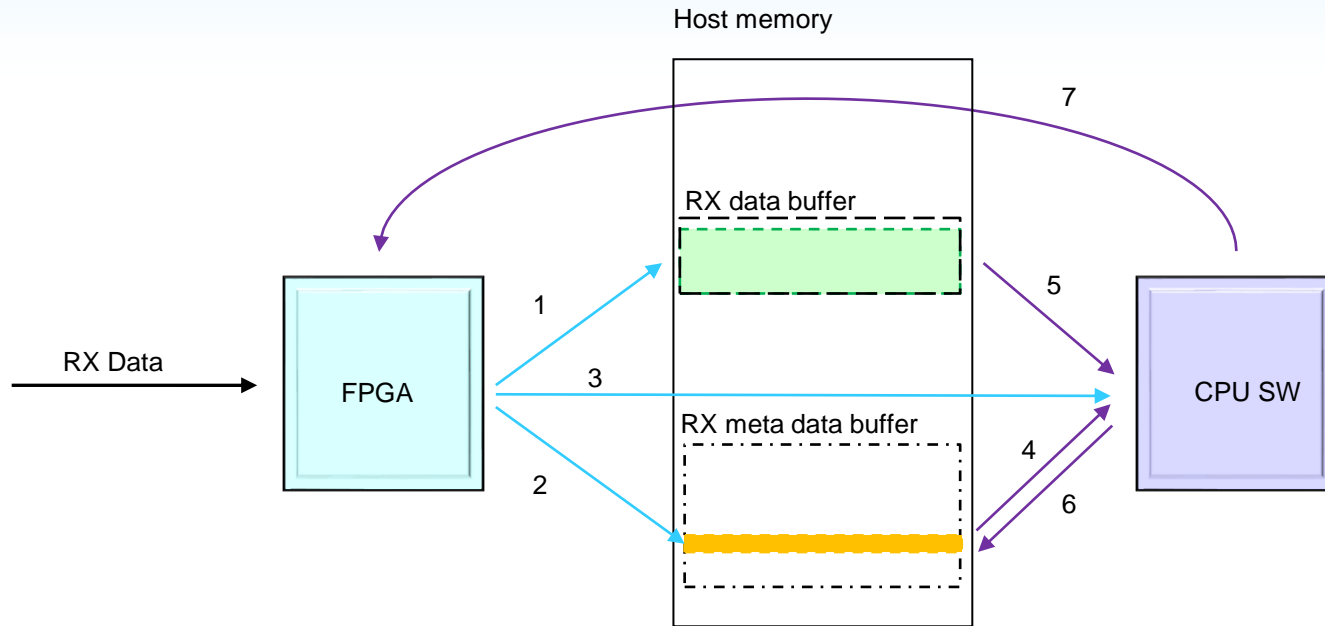 Host memory
7
RX data buffer
1
5
RX Data
FPGA
3
CPU SW
RX meta data buffer
2
4
6